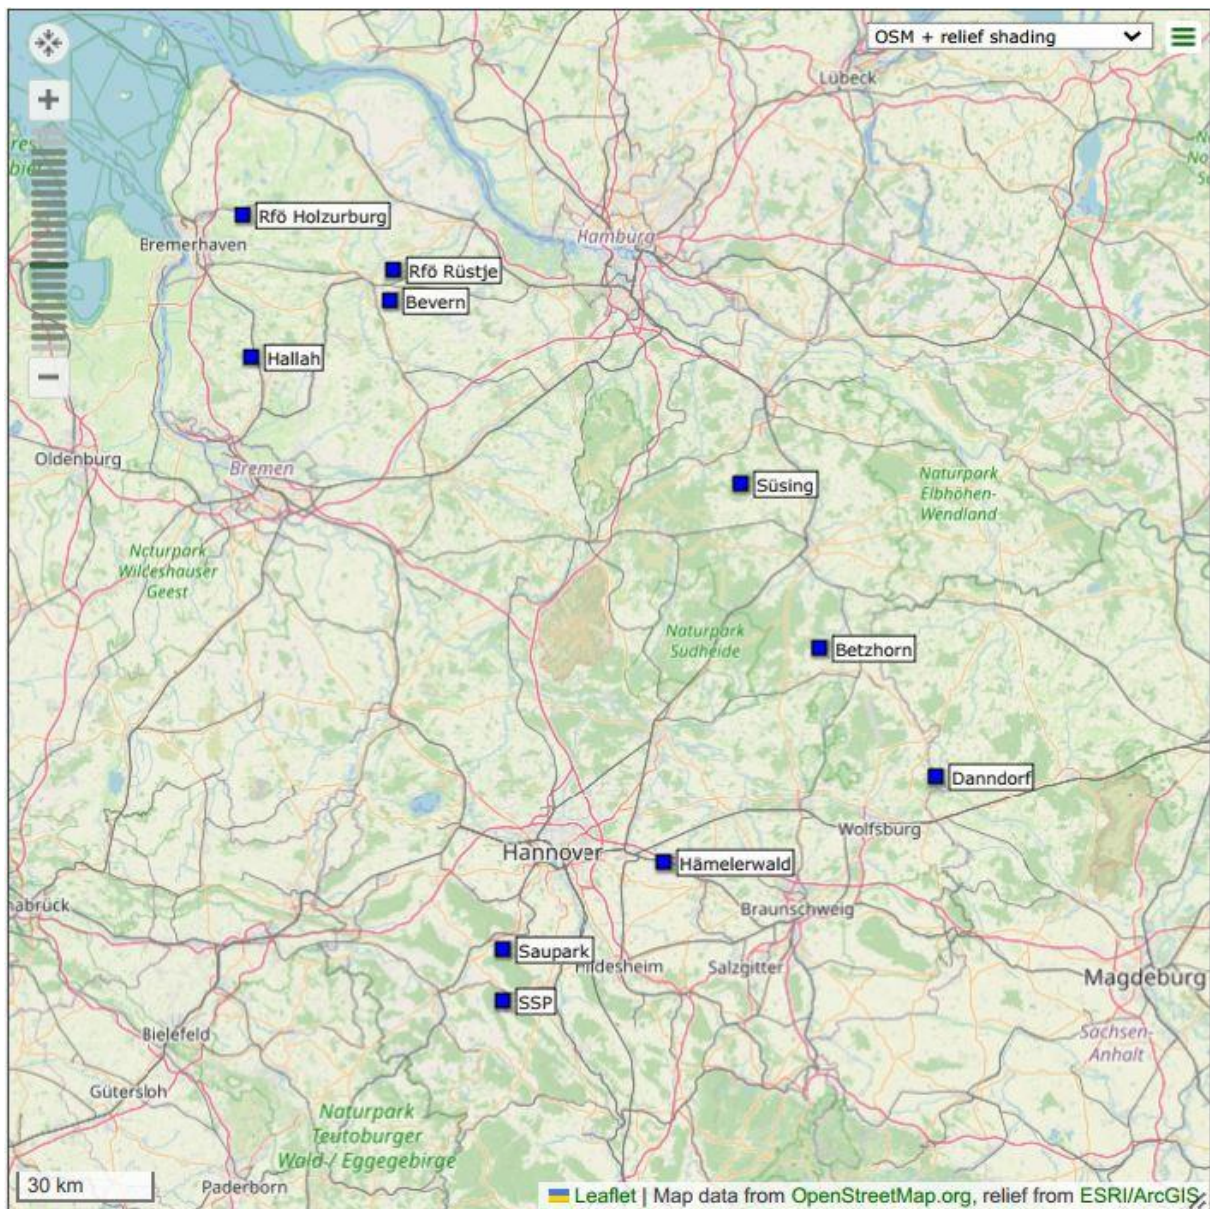 OSM + relief shading
Lübeck
Rfö Holzurburg
Hamburg
Bremerhaven
Rfö Rüstje
Bevern
Hallah
Oldenburg
Bremen
Süsing
Naturpark
Elbhöhen-
Wendland
Naturpark
Wildeshauser
Geest
Naturpark
Südheide
Betzhorn
Danndorf
Wolfsburg
Hannover
Hämelerwald
nabrück
Braunschweig
Saupark
Hildesheim
Salzgitter
Magdeburg
SSP
Bielefeld
Sachsen-
Anhalt
Gütersloh
Naturpark
Teutoburger
Wald / Eggegebirge
30 km
Paderborn
Leaflet | Map data from OpenStreetMap.org, relief from ESRI/ArcGIS